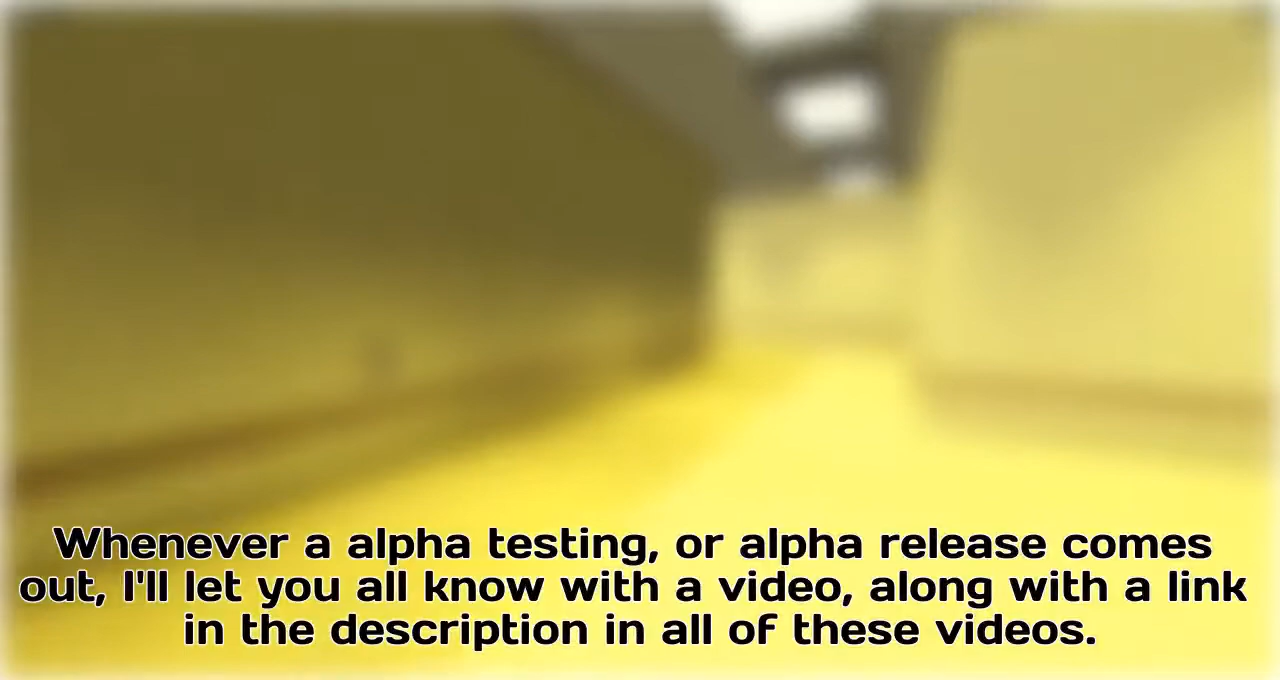 Whenever a alpha testing, or alpha release comes
out, I'll let you all know with a video, along with a link
in the description in all of these videos.